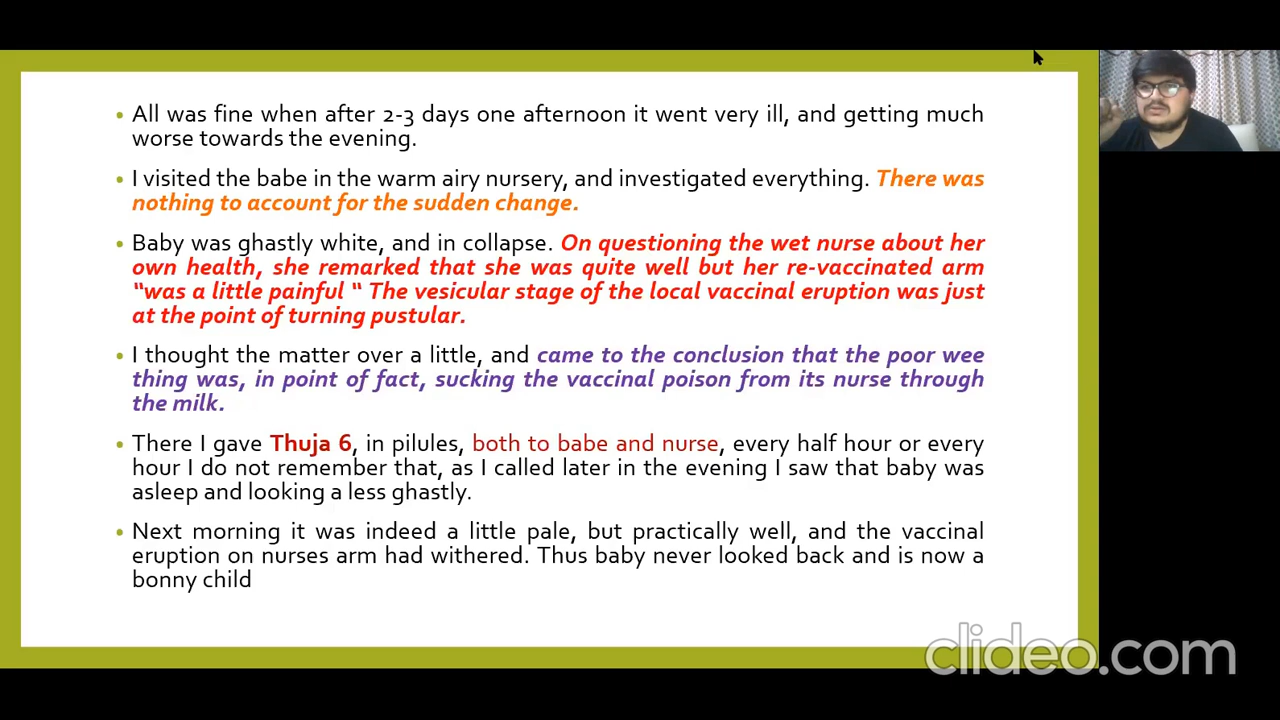 • All was fine when after 2-3 days one afternoon it went very ill, and getting much
worse towards the evening.
• I visited the babe in the warm airy nursery, and investigated everything. There was
nothing to account for the sudden change.
• Baby was ghastly white, and in collapse. On questioning the wet nurse about her
own health, she remarked that she was quite well but her re-vaccinated arm
“was a little painful “ The vesicular stage of the local vaccinal eruption was just
at the point of turning pustular.
• I thought the matter over a little, and came to the conclusion that the poor wee
thing was, in point of fact, sucking the vaccinal poison from its nurse through
the milk.
• There I gave Thuja 6, in pilules, both to babe and nurse, every half hour or every
hour I do not remember that, as I called later in the evening I saw that baby was
asleep and looking a less ghastly.
• Next morning it was indeed a little pale, but practically well, and the vaccinal
eruption on nurses arm had withered. Thus baby never looked back and is now a
bonny child
clideo.com